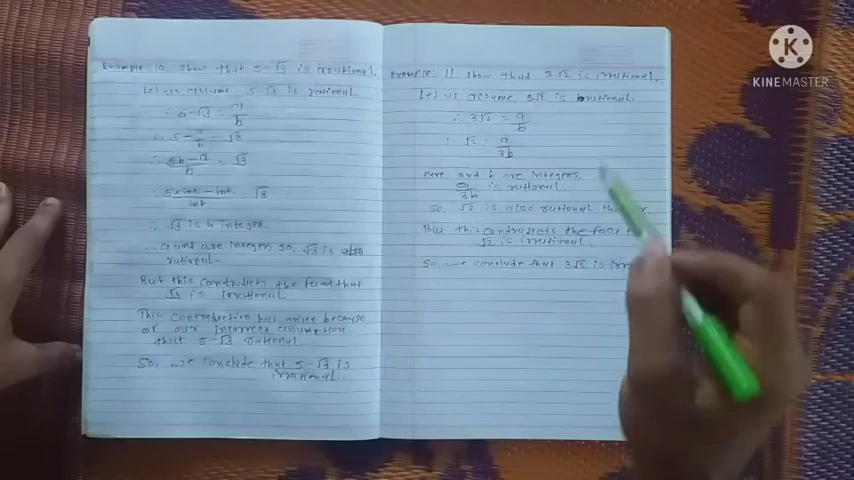 Example 10. show that 5-√3 is irrational.
Let us assume 5 √3 is rational
∴ 5-√3 = a/b
∴ 5 - a/b = √3
∴ 5b-a/b = √3
∴ 5×int - int./int √3
∴ √3 is a integer.
are integers so, √3 is also
rational.
But this contradicts the that
√3 is irrational
This contradiction has arisen because
of our incorrect assumption
that 5-√3 rational.
So, we conclude that 5-√3 is
irrational.
11 show that 3√2 is irrational.
Let us assume, 3√2 is rational.
∴ 3√2 = a/b
∴ √2 = a/3b
Here, and b are integers,
a/3b is rational.
So √2 is also rational
But this contradicts the fact
√2 is irrational.
So, we conclude that 3√2 is
K
KINEMASTER